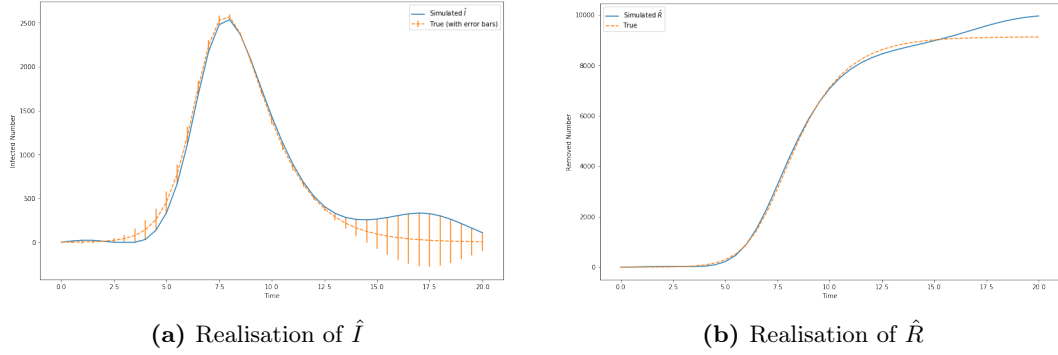 Simulated Î
True (with error bars)
2500
2000
1500
1000
500
0
Infected Number
0.0 2.5 5.0 7.5 10.0 12.5 15.0 17.5 20.0
Time
(a) Realisation of Î
Simulated R̂
True
10000
8000
6000
4000
2000
0
Removed Number
0.0 2.5 5.0 7.5 10.0 12.5 15.0 17.5 20.0
Time
(b) Realisation of R̂